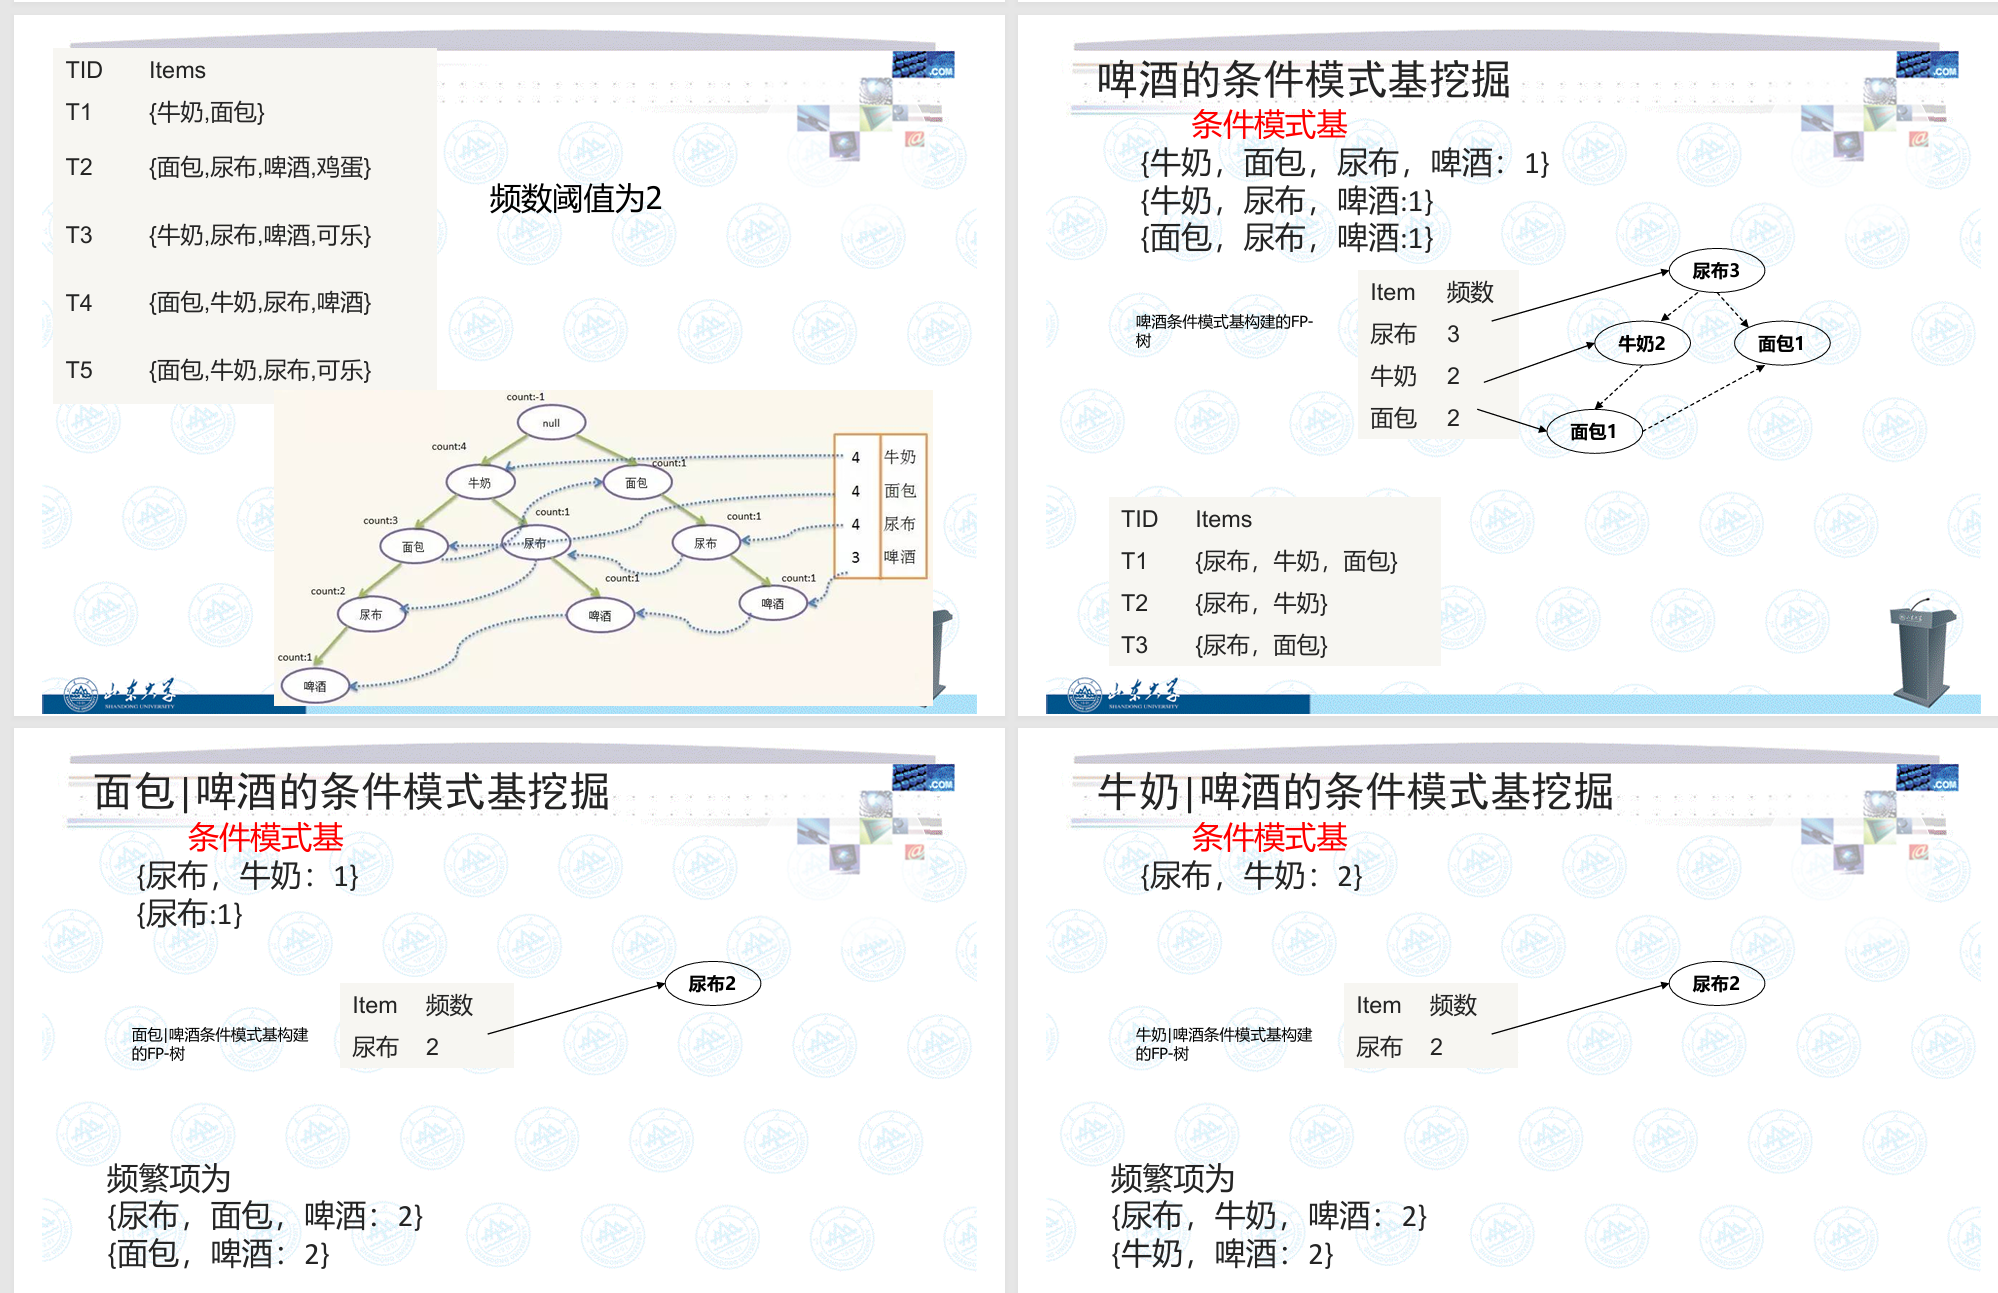 TID Items
T1 {牛奶,面包}
T2 {面包,尿布,啤酒,鸡蛋}
T3 {牛奶,尿布,啤酒,可乐}
T4 {面包,牛奶,尿布,啤酒}
T5 {面包,牛奶,尿布,可乐}
频数阈值为2
count:-1
null
count:4
牛奶
count:1
面包
count:3
面包
count:1
尿布
count:1
尿布
count:2
尿布
count:1
啤酒
count:1
啤酒
count:1
啤酒
4 牛奶
4 面包
4 尿布
3 啤酒
.COM
@
山东大学
SHANDONG UNIVERSITY
啤酒的条件模式基挖掘
条件模式基
{牛奶，面包，尿布，啤酒：1}
{牛奶，尿布，啤酒:1}
{面包，尿布，啤酒:1}
啤酒条件模式基构建的FP-
树
Item 频数
尿布 3
牛奶 2
面包 2
尿布3
牛奶2
面包1
面包1
TID Items
T1 {尿布，牛奶，面包}
T2 {尿布，牛奶}
T3 {尿布，面包}
.COM
@
山东大学
SHANDONG UNIVERSITY
面包|啤酒的条件模式基挖掘
条件模式基
{尿布，牛奶：1}
{尿布:1}
面包|啤酒条件模式基构建
的FP-树
Item 频数
尿布 2
尿布2
频繁项为
{尿布，面包，啤酒：2}
{面包，啤酒：2}
.COM
@
牛奶|啤酒的条件模式基挖掘
条件模式基
{尿布，牛奶：2}
牛奶|啤酒条件模式基构建
的FP-树
Item 频数
尿布 2
尿布2
频繁项为
{尿布，牛奶，啤酒：2}
{牛奶，啤酒：2}
.COM
@